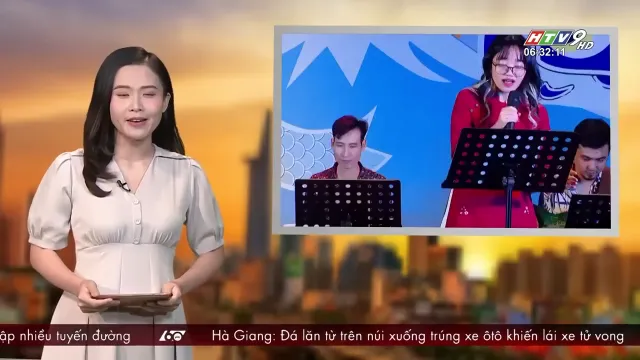 HTV9 HD
06:32:11
ập nhiều tuyến đường
60
Hà Giang: Đá lăn từ trên núi xuống trúng xe ôtô khiến lái xe tử vong